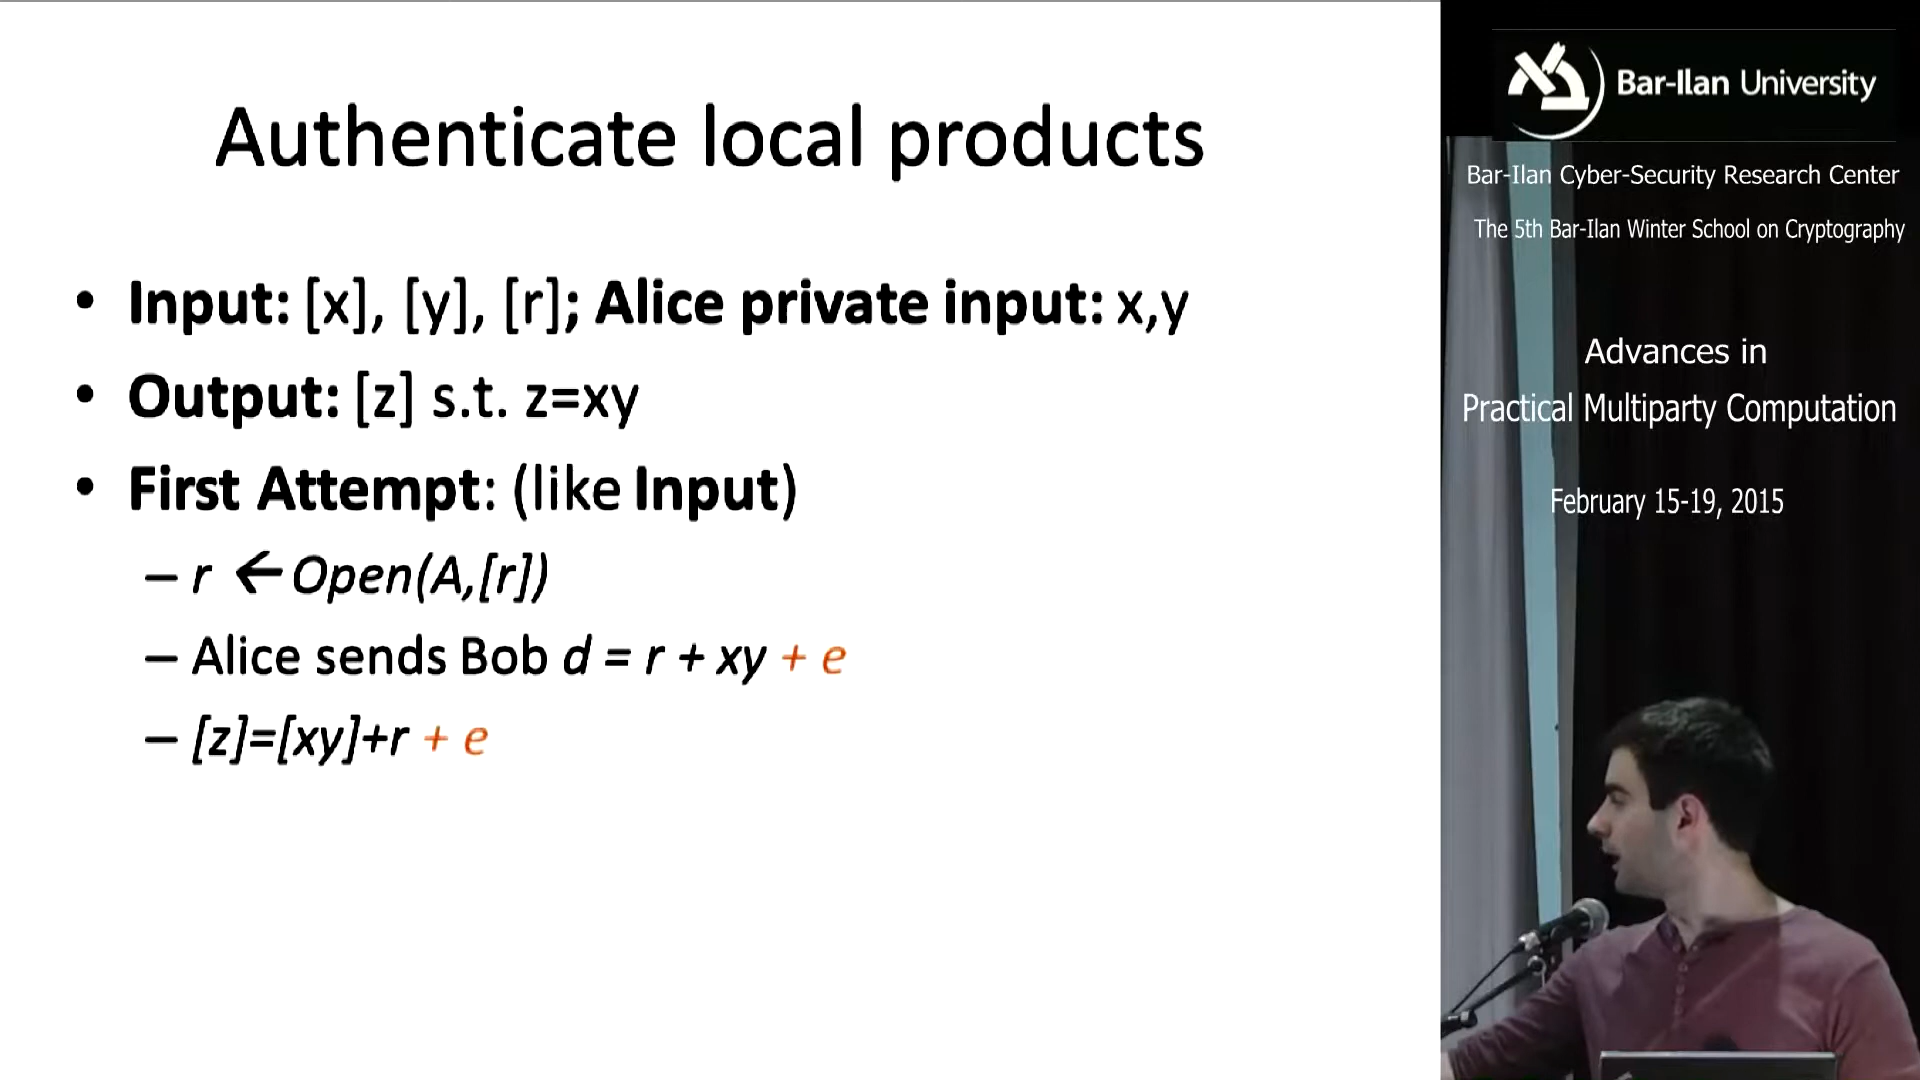 Authenticate local products
• Input: [x], [y], [r]; Alice private input: x,y
• Output: [z] s.t. z=xy
• First Attempt: (like Input)
– r ← Open(A,[r])
– Alice sends Bob d = r + xy + e
– [z]=[xy]+r + e
Bar-Ilan University
Bar-Ilan Cyber-Security Research Center
The 5th Bar-Ilan Winter School on Cryptography
Advances in
Practical Multiparty Computation
February 15-19, 2015